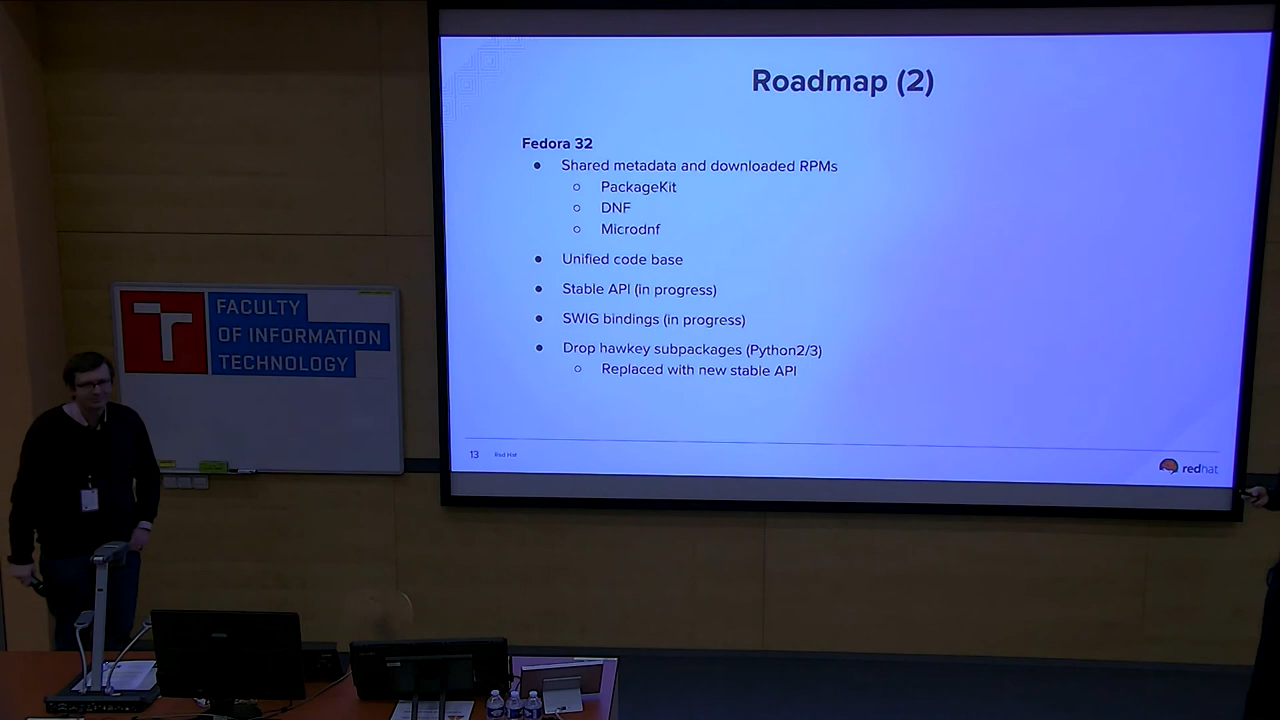 Roadmap (2)
Fedora 32
● Shared metadata and downloaded RPMs
○ PackageKit
○ DNF
○ Microdnf
● Unified code base
● Stable API (in progress)
● SWIG bindings (in progress)
● Drop hawkey subpackages (Python2/3)
○ Replaced with new stable API
13 Red Hat
redhat
FACULTY
OF INFORMATION
TECHNOLOGY